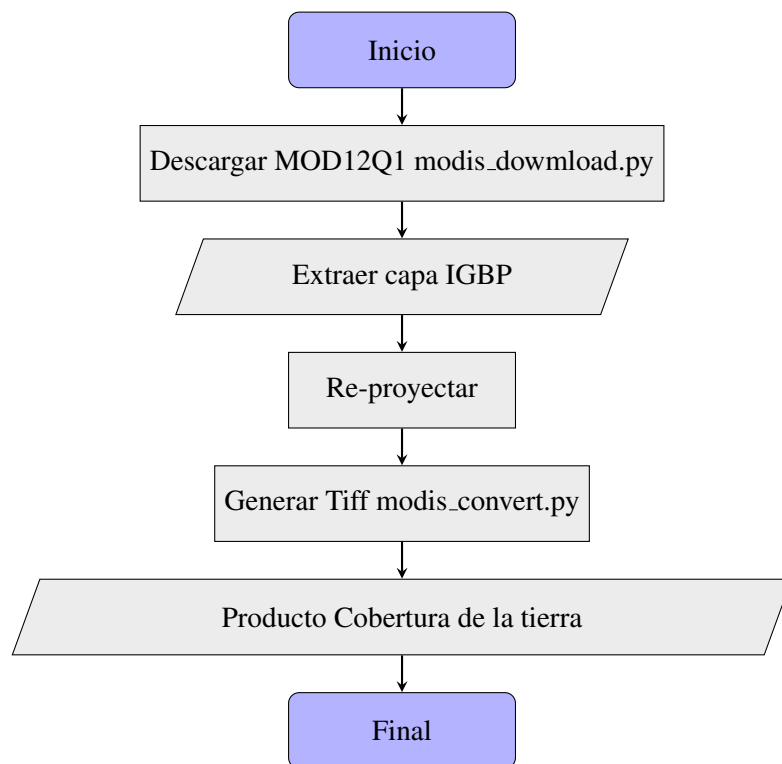 Inicio
Descargar MOD12Q1 modis_dowmload.py
Extraer capa IGBP
Re-proyectar
Generar Tiff modis_convert.py
Producto Cobertura de la tierra
Final